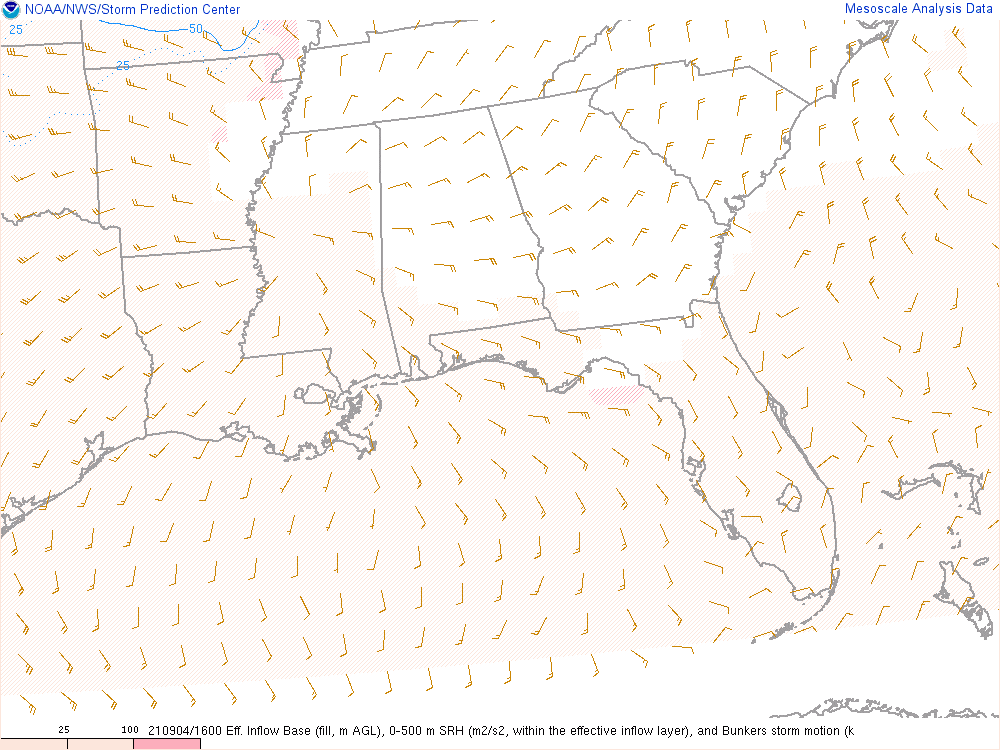 NOAA/NWS/Storm Prediction Center
Mesoscale Analysis Data
25
50
25
25
100
210904/1600 Eff. Inflow Base (fill, m AGL), 0-500 m SRH (m2/s2, within the effective inflow layer), and Bunkers storm motion (k